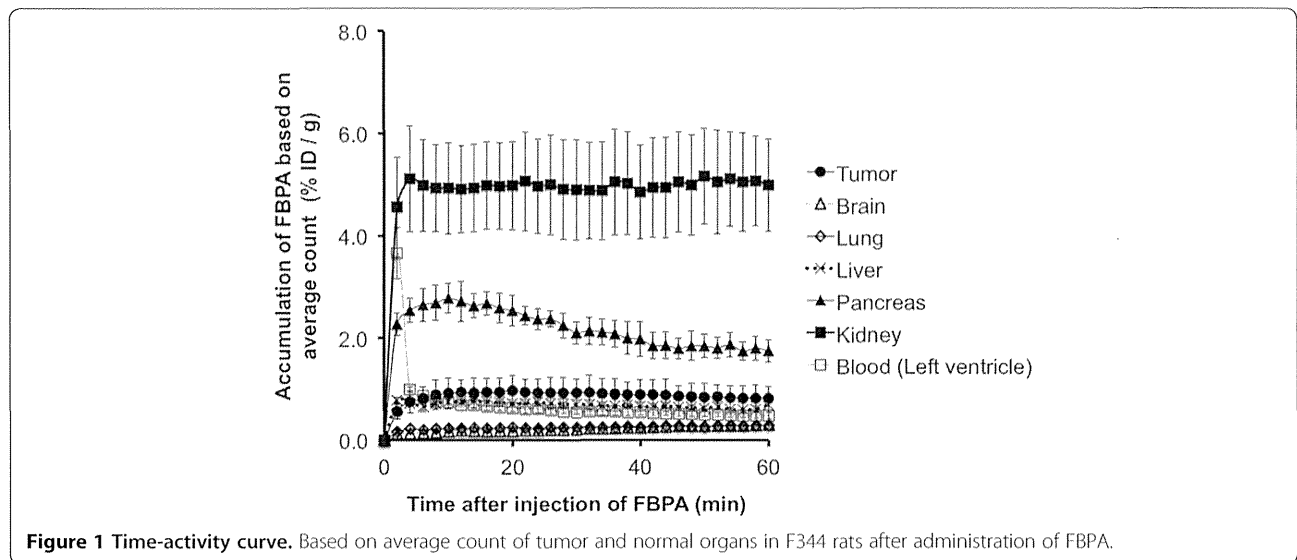 8.0
6.0
4.0
2.0
0.0
Accumulation of FBPA based on
average count (% ID / g)
0
20
40
60
Time after injection of FBPA (min)
Tumor
Brain
Lung
Liver
Pancreas
Kidney
Blood (Left ventricle)
Figure 1 Time-activity curve. Based on average count of tumor and normal organs in F344 rats after administration of FBPA.